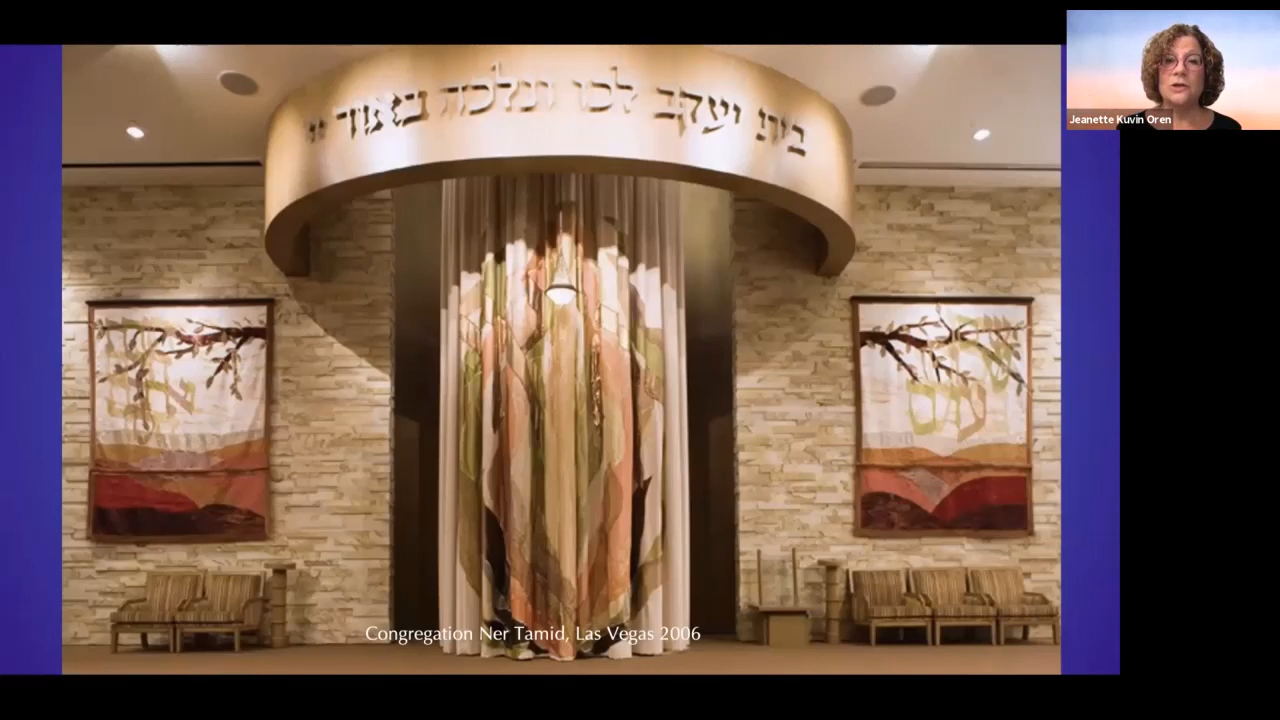 בית יעקב לכו ונלכה באור יי
Jeanette Kuvin Oren
Congregation Ner Tamid, Las Vegas 2006